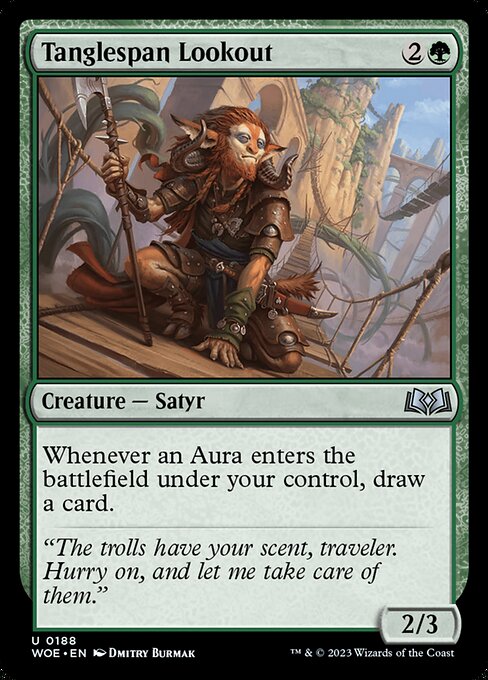 Tanglespan Lookout 2
Creature — Satyr
Whenever an Aura enters the
battlefield under your control, draw
a card.
“The trolls have your scent, traveler.
Hurry on, and let me take care of
them.”
2/3
U 0188
WOE • EN Dmitry Burmak
™ & © 2023 Wizards of the Coast